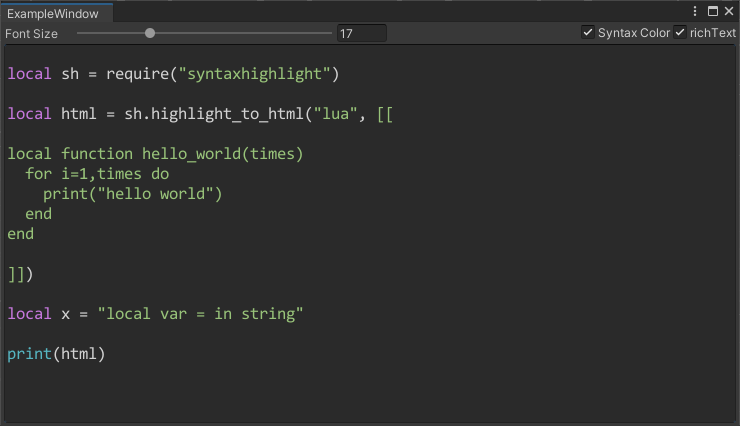 ExampleWindow
Font Size 17 Syntax Color richText
local sh = require("syntaxhighlight")
local html = sh.highlight_to_html("lua", [[
local function hello_world(times)
  for i=1,times do
    print("hello world")
  end
end
]])
local x = "local var = in string"
print(html)